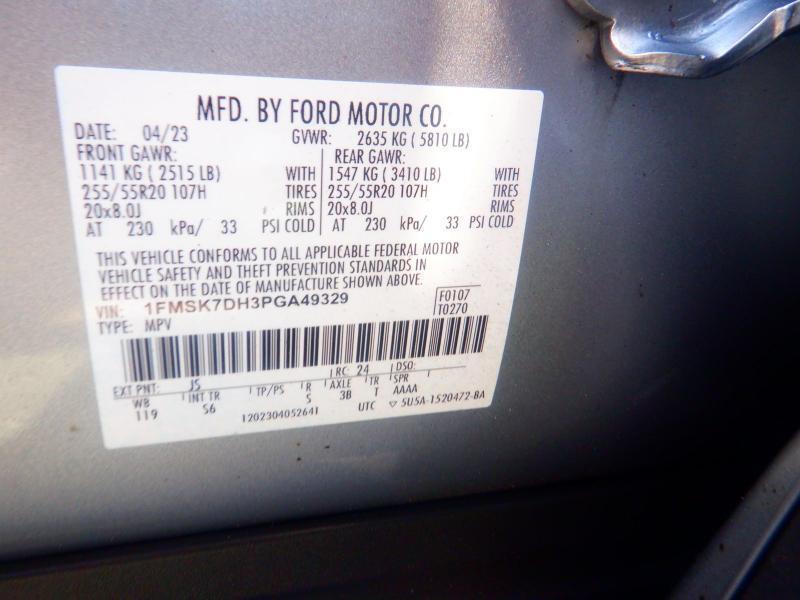 MFD. BY FORD MOTOR CO.
DATE: 04/23 GVWR: 2635 KG ( 5810 LB)
FRONT GAWR: REAR GAWR:
1141 KG ( 2515 LB) WITH 1547 KG ( 3410 LB) WITH
255/55R20 107H TIRES 255/55R20 107H TIRES
20x8.0J RIMS 20x8.0J RIMS
AT 230 kPa/ 33 PSI COLD AT 230 kPa/ 33 PSI COLD
THIS VEHICLE CONFORMS TO ALL APPLICABLE FEDERAL MOTOR
VEHICLE SAFETY AND THEFT PREVENTION STANDARDS IN
EFFECT ON THE DATE OF MANUFACTURE SHOWN ABOVE.
VIN: 1FMSK7DH3PGA49329 F0107
TYPE: MPV T0270
EXT PNT: JS RC: 24 DSO:
WB INT TR TP/PS R AXLE TR SPR
119 S6 S 3B T AAAA
1202304052641 UTC ▽ 5U5A-1520472-BA